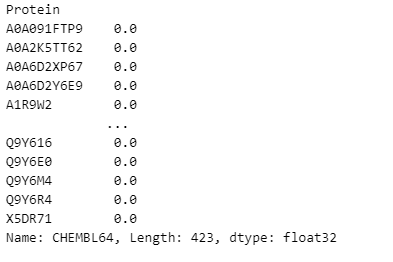 Protein
A0A091FTP9 0.0
A0A2K5TT62 0.0
A0A6D2XP67 0.0
A0A6D2Y6E9 0.0
A1R9W2 0.0
...
Q9Y616 0.0
Q9Y6E0 0.0
Q9Y6M4 0.0
Q9Y6R4 0.0
X5DR71 0.0
Name: CHEMBL64, Length: 423, dtype: float32